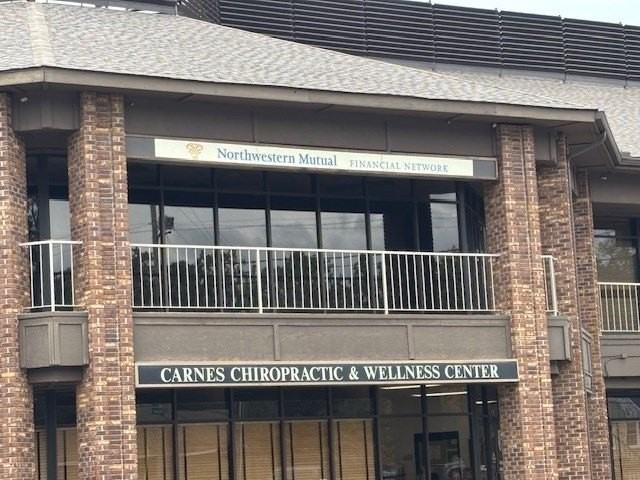 Northwestern Mutual FINANCIAL NETWORK
CARNES CHIROPRACTIC & WELLNESS CENTER